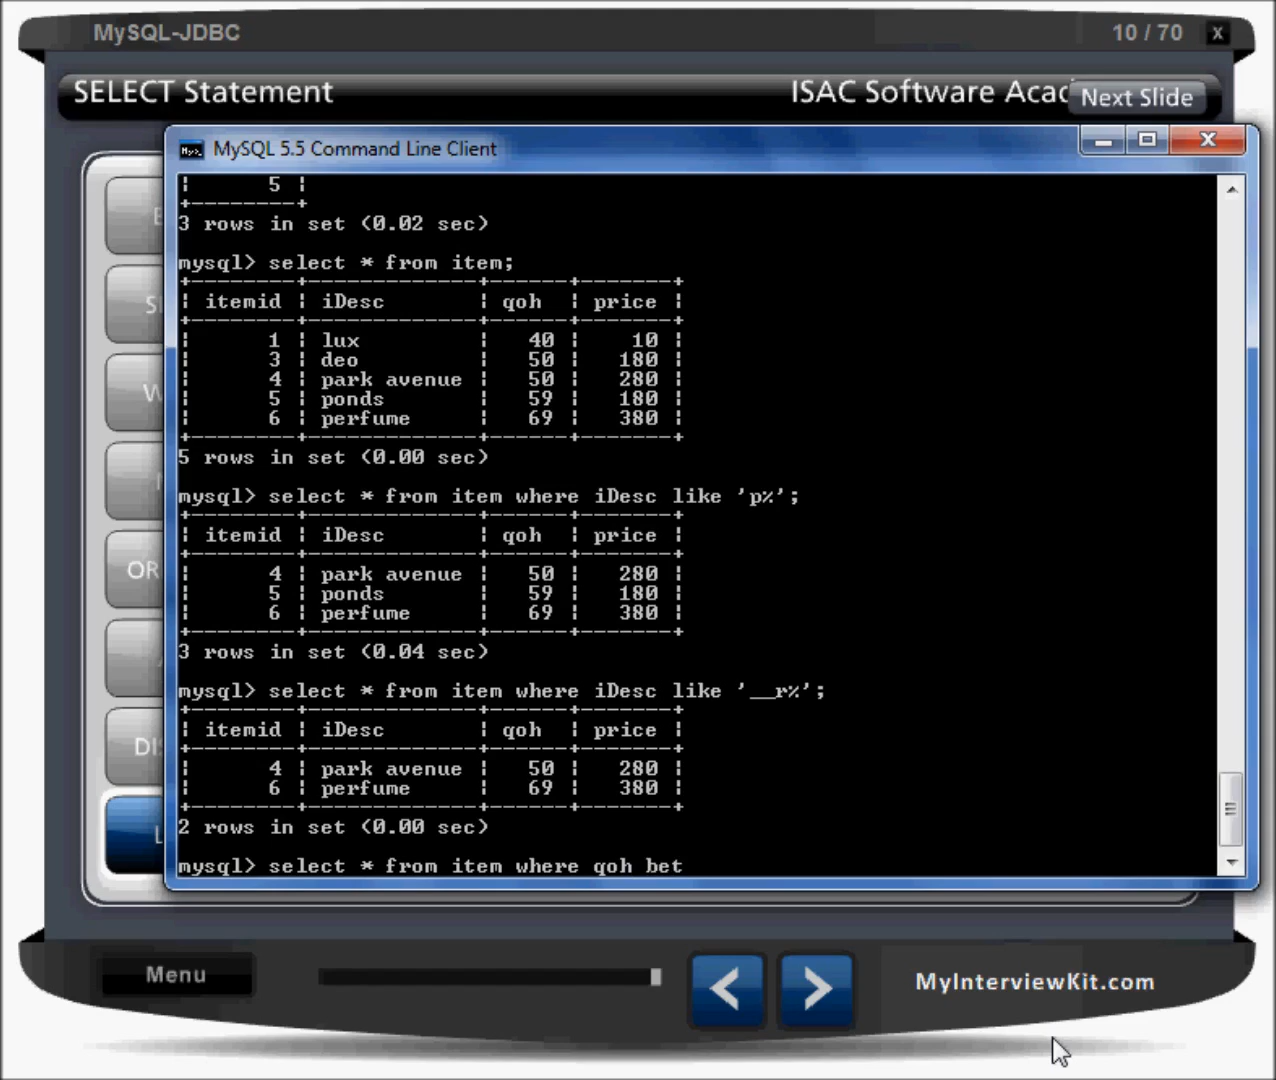 MySQL-JDBC 10 / 70 X
SELECT Statement ISAC Software Acad Next Slide
MySQL 5.5 Command Line Client
| 5 |
+--------+
3 rows in set (0.02 sec)
mysql> select * from item;
| itemid | iDesc | qoh | price |
| 1 | lux | 40 | 10 |
| 3 | deo | 50 | 180 |
| 4 | park avenue | 50 | 280 |
| 5 | ponds | 59 | 180 |
| 6 | perfume | 69 | 380 |
5 rows in set (0.00 sec)
mysql> select * from item where iDesc like 'p%';
| itemid | iDesc | qoh | price |
| 4 | park avenue | 50 | 280 |
| 5 | ponds | 59 | 180 |
| 6 | perfume | 69 | 380 |
3 rows in set (0.04 sec)
mysql> select * from item where iDesc like '__r%';
| itemid | iDesc | qoh | price |
| 4 | park avenue | 50 | 280 |
| 6 | perfume | 69 | 380 |
2 rows in set (0.00 sec)
mysql> select * from item where qoh bet
OR
DI
Menu
MyInterviewKit.com